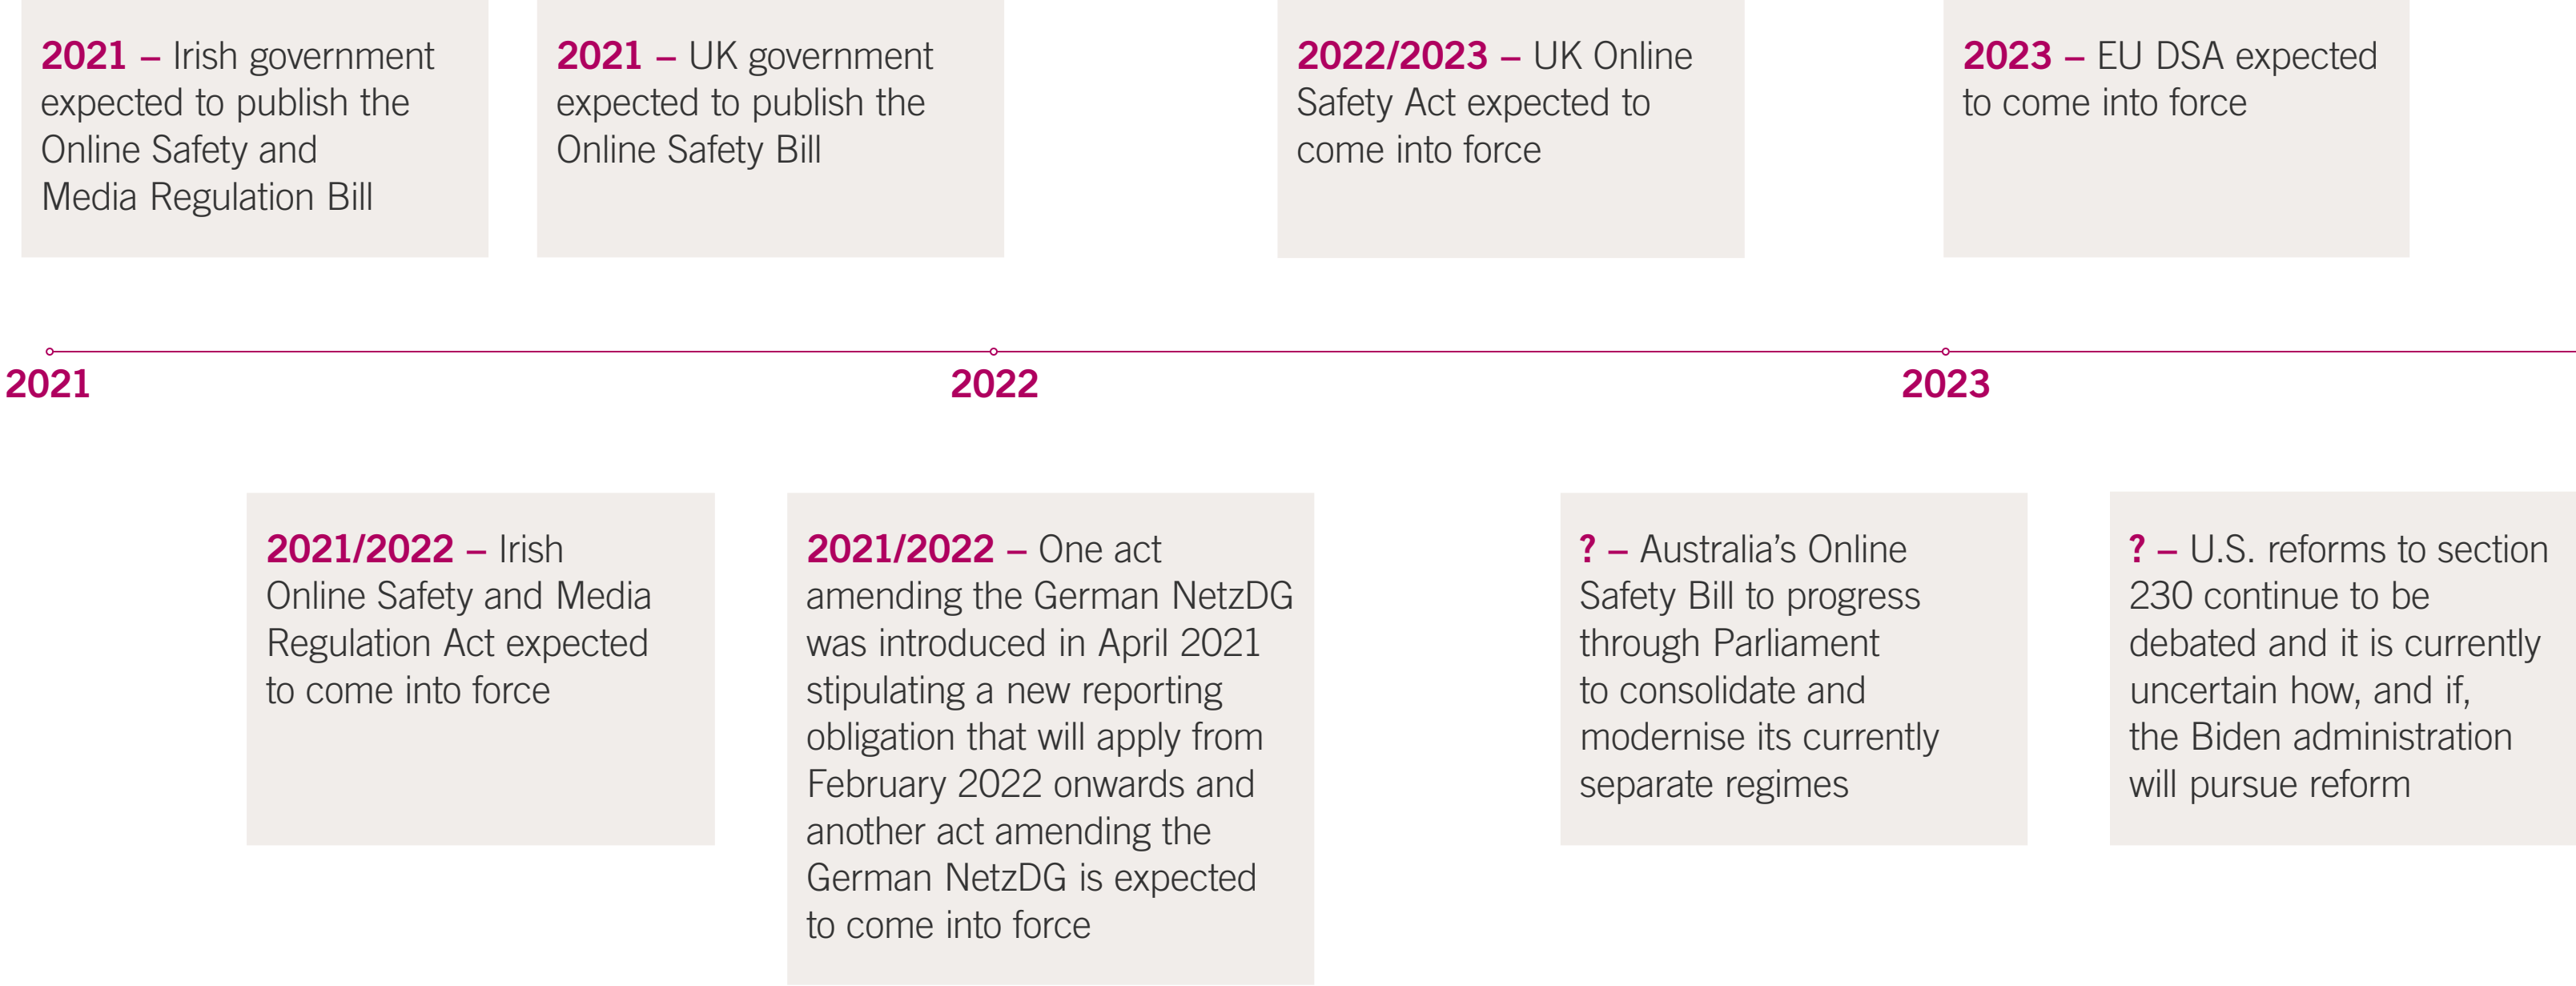 2021 – Irish government
expected to publish the
Online Safety and
Media Regulation Bill
2021 – UK government
expected to publish the
Online Safety Bill
2022/2023 – UK Online
Safety Act expected to
come into force
2023 – EU DSA expected
to come into force
2021
2022
2023
2021/2022 – Irish
Online Safety and Media
Regulation Act expected
to come into force
2021/2022 – One act
amending the German NetzDG
was introduced in April 2021
stipulating a new reporting
obligation that will apply from
February 2022 onwards and
another act amending the
German NetzDG is expected
to come into force
? – Australia’s Online
Safety Bill to progress
through Parliament
to consolidate and
modernise its currently
separate regimes
? – U.S. reforms to section
230 continue to be
debated and it is currently
uncertain how, and if,
the Biden administration
will pursue reform